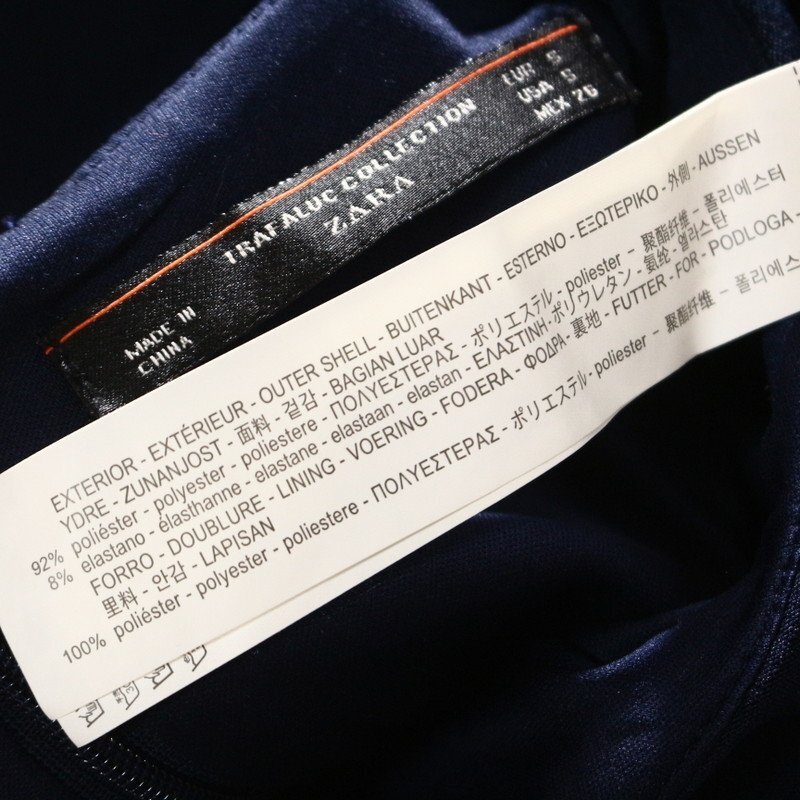 EUR S
USA S
MEX 26
TRAFALUC COLLECTION
ZARA
MADE IN
CHINA
EXTERIOR - EXTÉRIEUR - OUTER SHELL - BUITENKANT - ESTERNO - ΕΞΩΤΕΡΙΚΟ - 外側 - AUSSEN
YDRE - ZUNANJOST - 面料 - 겉감 - BAGIAN LUAR
92% poliéster - polyester - poliestere - ΠΟΛΥΕΣΤΕΡΑΣ - ポリエステル - poliester - 聚酯纤维 - 폴리에스터
8% elastano - élasthanne - elastane - elastaan - elastan - ΕΛΑΣΤΙΝΗ - ポリウレタン - 氨纶 - 엘라스탄
FORRO - DOUBLURE - LINING - VOERING - FODERA - ΦΟΔΡΑ - 裏地 - FUTTER - FOR - PODLOGA -
里料 - 안감 - LAPISAN
100% poliéster - polyester - poliestere - ΠΟΛΥΕΣΤΕΡΑΣ - ポリエステル - poliester - 聚酯纤维 - 폴리에스